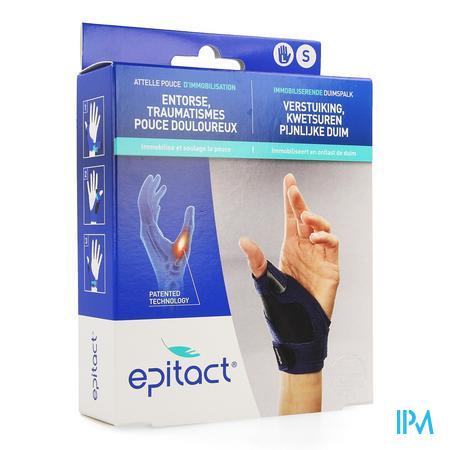 L S
ATTELLE POUCE D'IMMOBILISATION
ENTORSE,
TRAUMATISMES
POUCE DOULOUREUX
Immobilise et soulage le pouce
IMMOBILISERENDE DUIMSPALK
VERSTUIKING,
KWETSUREN
PIJNLIJKE DUIM
Immobiliseert en ontlast de duim
PATENTED
TECHNOLOGY
epitact®
IPM